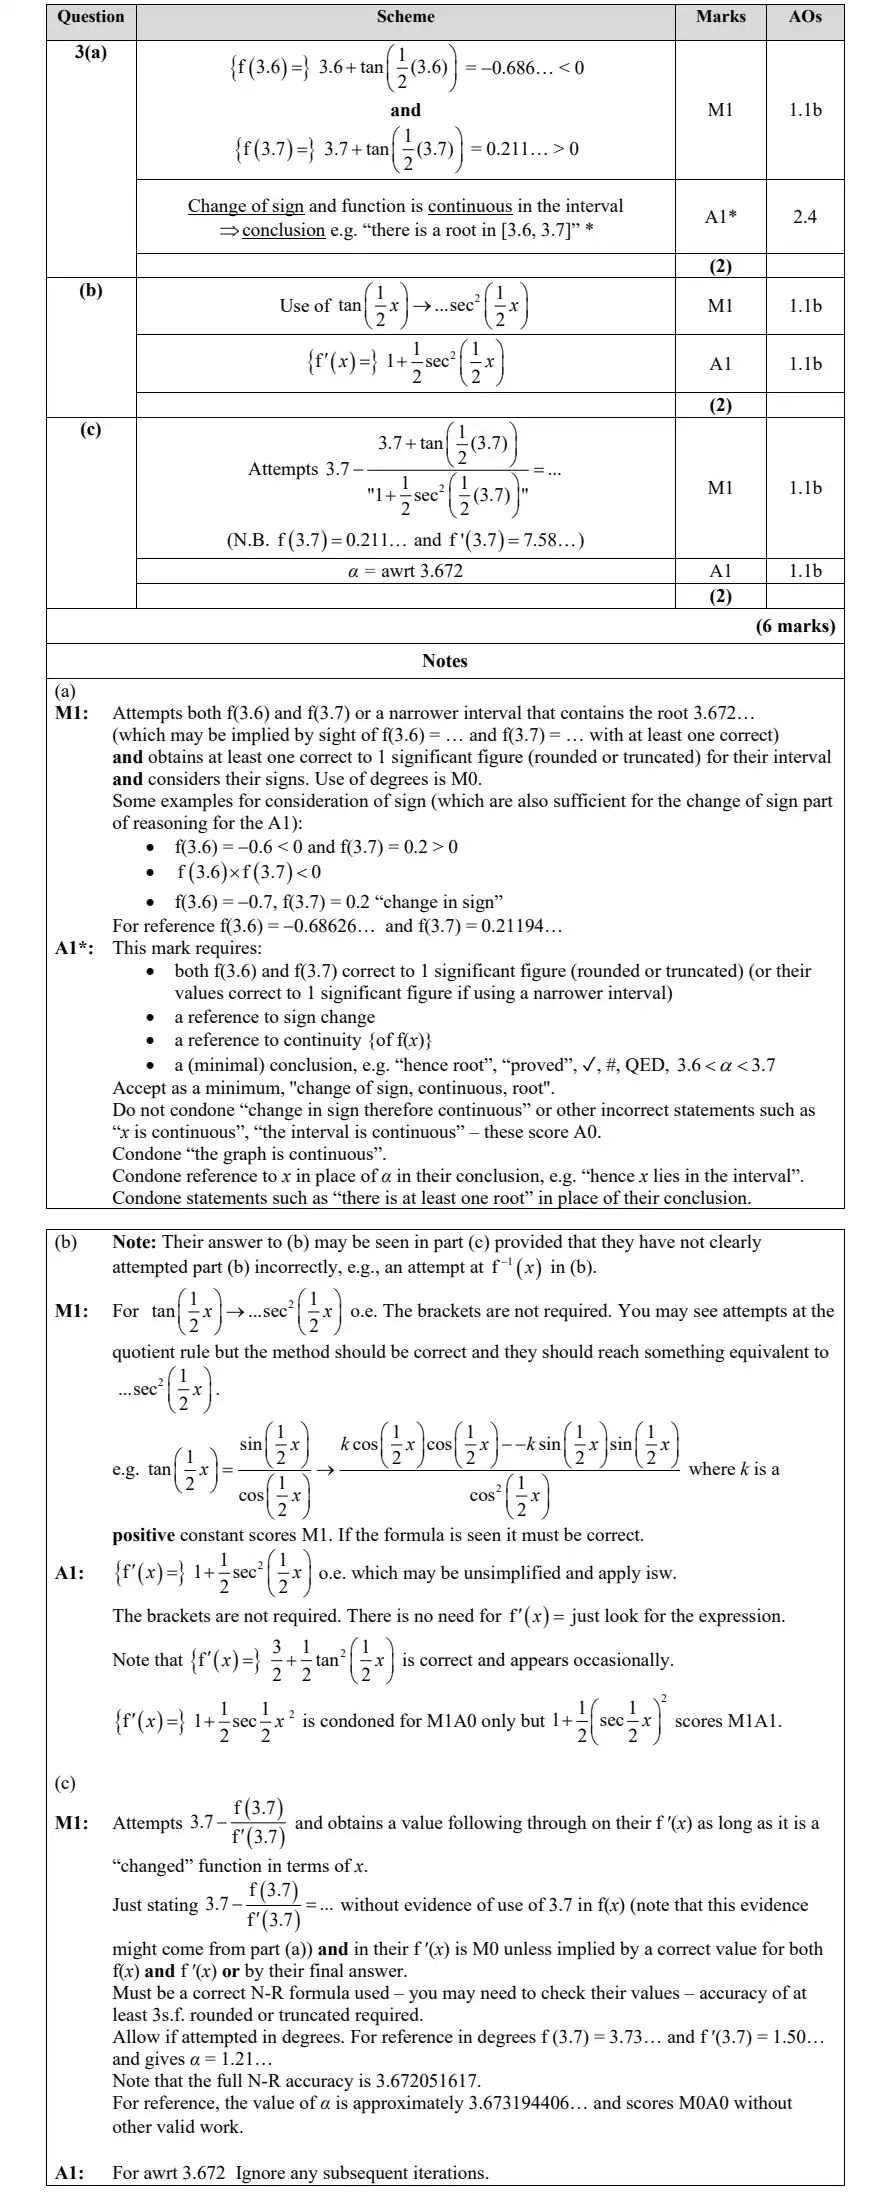 Question Scheme Marks AOs
3(a) {f(3.6)=} 3.6 + tan(1/2(3.6)) = –0.686… < 0
and
{f(3.7)=} 3.7 + tan(1/2(3.7)) = 0.211… > 0
M1 1.1b
Change of sign and function is continuous in the interval
⇒ conclusion e.g. “there is a root in [3.6, 3.7]” *
A1* 2.4
(2)
(b) Use of tan(1/2 x) → ...sec²(1/2 x) M1 1.1b
{f′(x)=} 1 + 1/2 sec²(1/2 x) A1 1.1b
(2)
(c) Attempts 3.7 – (3.7 + tan(1/2(3.7))) / ("1 + 1/2 sec²(1/2(3.7))") = ...
M1 1.1b
(N.B. f(3.7) = 0.211… and f '(3.7) = 7.58…)
α = awrt 3.672 A1 1.1b
(2)
(6 marks)
Notes
(a)
M1: Attempts both f(3.6) and f(3.7) or a narrower interval that contains the root 3.672…
(which may be implied by sight of f(3.6) = … and f(3.7) = … with at least one correct)
and obtains at least one correct to 1 significant figure (rounded or truncated) for their interval
and considers their signs. Use of degrees is M0.
Some examples for consideration of sign (which are also sufficient for the change of sign part
of reasoning for the A1):
• f(3.6) = –0.6 < 0 and f(3.7) = 0.2 > 0
• f(3.6)×f(3.7) < 0
• f(3.6) = –0.7, f(3.7) = 0.2 “change in sign”
For reference f(3.6) = –0.68626… and f(3.7) = 0.21194…
A1*: This mark requires:
• both f(3.6) and f(3.7) correct to 1 significant figure (rounded or truncated) (or their
values correct to 1 significant figure if using a narrower interval)
• a reference to sign change
• a reference to continuity {of f(x)}
• a (minimal) conclusion, e.g. “hence root”, “proved”, ✓, #, QED, 3.6 < α < 3.7
Accept as a minimum, "change of sign, continuous, root".
Do not condone “change in sign therefore continuous” or other incorrect statements such as
“x is continuous”, “the interval is continuous” – these score A0.
Condone “the graph is continuous”.
Condone reference to x in place of α in their conclusion, e.g. “hence x lies in the interval”.
Condone statements such as “there is at least one root” in place of their conclusion.
(b) Note: Their answer to (b) may be seen in part (c) provided that they have not clearly
attempted part (b) incorrectly, e.g., an attempt at f⁻¹(x) in (b).
M1: For tan(1/2 x) → ...sec²(1/2 x) o.e. The brackets are not required. You may see attempts at the
quotient rule but the method should be correct and they should reach something equivalent to
...sec²(1/2 x).
e.g. tan(1/2 x) = sin(1/2 x) / cos(1/2 x) → (k cos(1/2 x)cos(1/2 x) – –k sin(1/2 x)sin(1/2 x)) / cos²(1/2 x) where k is a
positive constant scores M1. If the formula is seen it must be correct.
A1: {f′(x)=} 1 + 1/2 sec²(1/2 x) o.e. which may be unsimplified and apply isw.
The brackets are not required. There is no need for f′(x) = just look for the expression.
Note that {f′(x)=} 3/2 + 1/2 tan²(1/2 x) is correct and appears occasionally.
{f′(x)=} 1 + 1/2 sec 1/2 x ² is condoned for M1A0 only but 1 + 1/2(sec 1/2 x)² scores M1A1.
(c)
M1: Attempts 3.7 – f(3.7)/f′(3.7) and obtains a value following through on their f ′(x) as long as it is a
“changed” function in terms of x.
Just stating 3.7 – f(3.7)/f′(3.7) = ... without evidence of use of 3.7 in f(x) (note that this evidence
might come from part (a)) and in their f ′(x) is M0 unless implied by a correct value for both
f(x) and f ′(x) or by their final answer.
Must be a correct N-R formula used – you may need to check their values – accuracy of at
least 3s.f. rounded or truncated required.
Allow if attempted in degrees. For reference in degrees f (3.7) = 3.73… and f ′(3.7) = 1.50…
and gives α = 1.21…
Note that the full N-R accuracy is 3.672051617.
For reference, the value of α is approximately 3.673194406… and scores M0A0 without
other valid work.
A1: For awrt 3.672 Ignore any subsequent iterations.